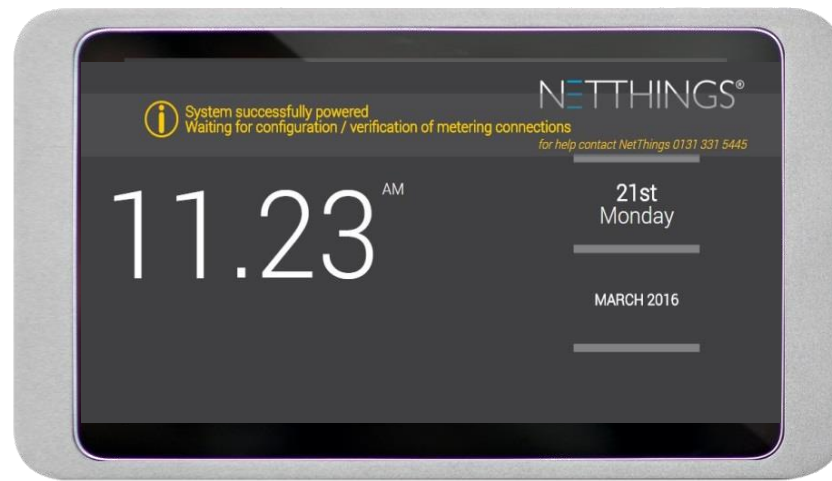 NETTHINGS®
System successfully powered
Waiting for configuration / verification of metering connections
for help contact NetThings 0131 331 5445
11.23 AM
21st
Monday
MARCH 2016